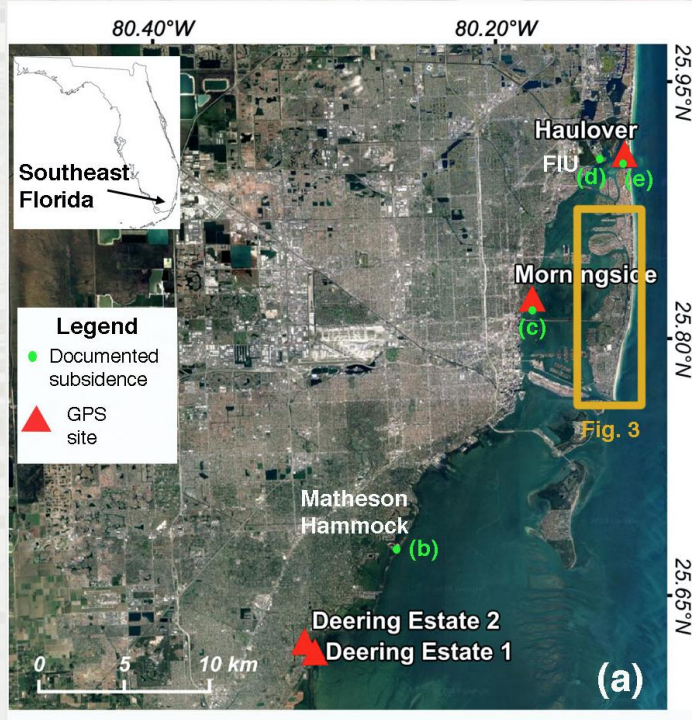 80.40°W
80.20°W
25.95°N
Southeast
Florida
Haulover
FIU
(d)
(e)
Morningside
(c)
25.80°N
Legend
Documented
subsidence
GPS
site
Fig. 3
Matheson
Hammock
(b)
25.65°N
Deering Estate 2
Deering Estate 1
0
5
10 km
(a)